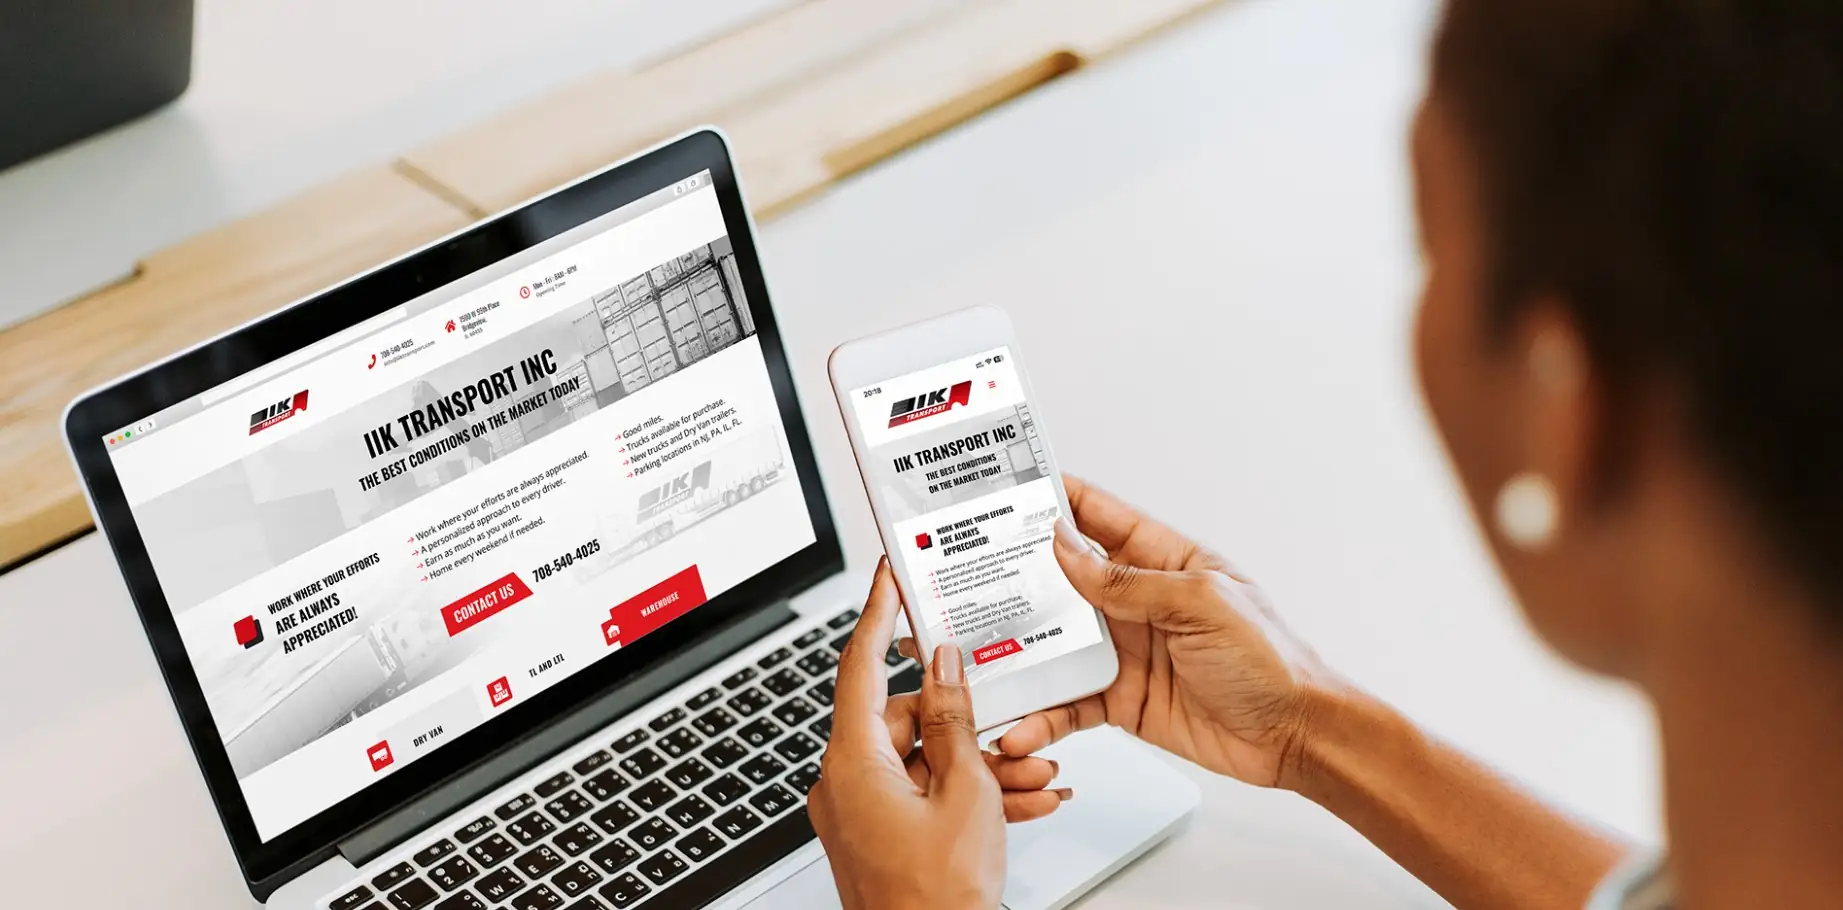 708-540-4025
info@iiktransport.com
7500 W 99th Place
Bridgeview,
IL 60455
Mon - Fri - 8AM - 6PM
Opening Time
IIK
TRANSPORT
IIK TRANSPORT INC
THE BEST CONDITIONS ON THE MARKET TODAY
WORK WHERE YOUR EFFORTS
ARE ALWAYS
APPRECIATED!
→ Work where your efforts are always appreciated.
→ A personalized approach to every driver.
→ Earn as much as you want.
→ Home every weekend if needed.
→ Good miles.
→ Trucks available for purchase.
→ New trucks and Dry Van trailers.
→ Parking locations in NJ, PA, IL, FL.
IIK
TRANSPORT
CONTACT US
708-540-4025
DRY VAN
TL AND LTL
WAREHOUSE
20:18
IIK
TRANSPORT
IIK TRANSPORT INC
THE BEST CONDITIONS
ON THE MARKET TODAY
WORK WHERE YOUR EFFORTS
ARE ALWAYS
APPRECIATED!
→ Work where your efforts are always appreciated.
→ A personalized approach to every driver.
→ Earn as much as you want.
→ Home every weekend if needed.
→ Good miles.
→ Trucks available for purchase.
→ New trucks and Dry Van trailers.
→ Parking locations in NJ, PA, IL, FL.
CONTACT US
708-540-4025